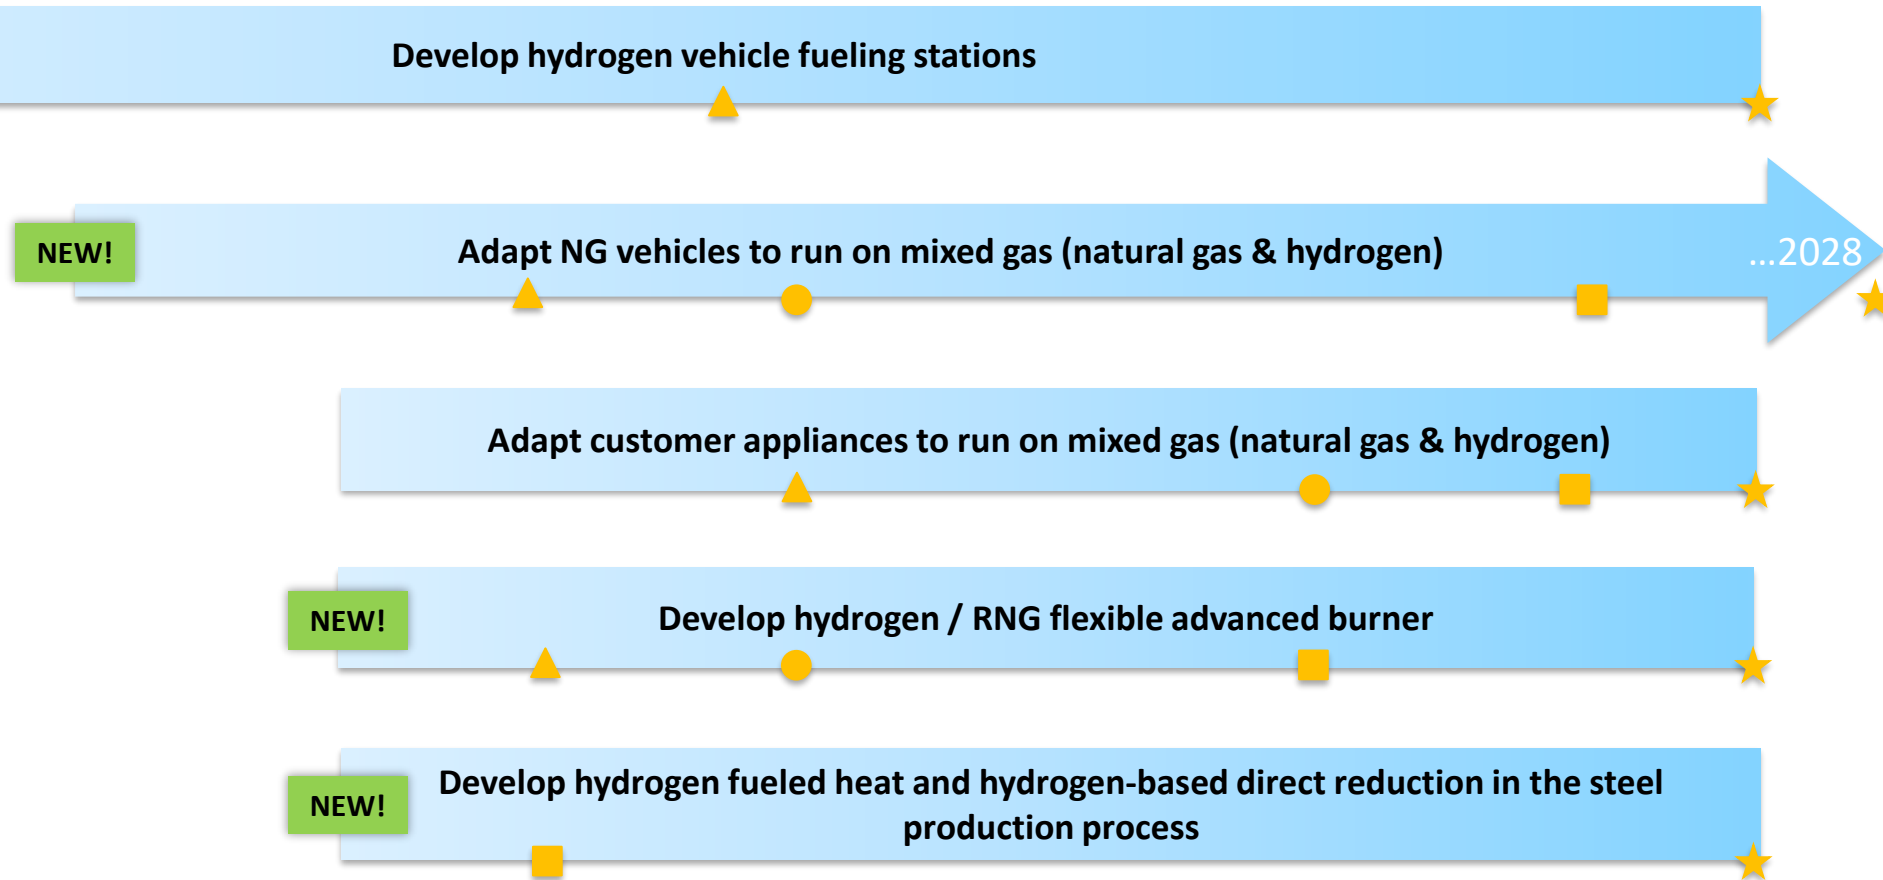 Develop hydrogen vehicle fueling stations
NEW!
Adapt NG vehicles to run on mixed gas (natural gas & hydrogen)
...2028
Adapt customer appliances to run on mixed gas (natural gas & hydrogen)
NEW!
Develop hydrogen / RNG flexible advanced burner
NEW!
Develop hydrogen fueled heat and hydrogen-based direct reduction in the steel
production process